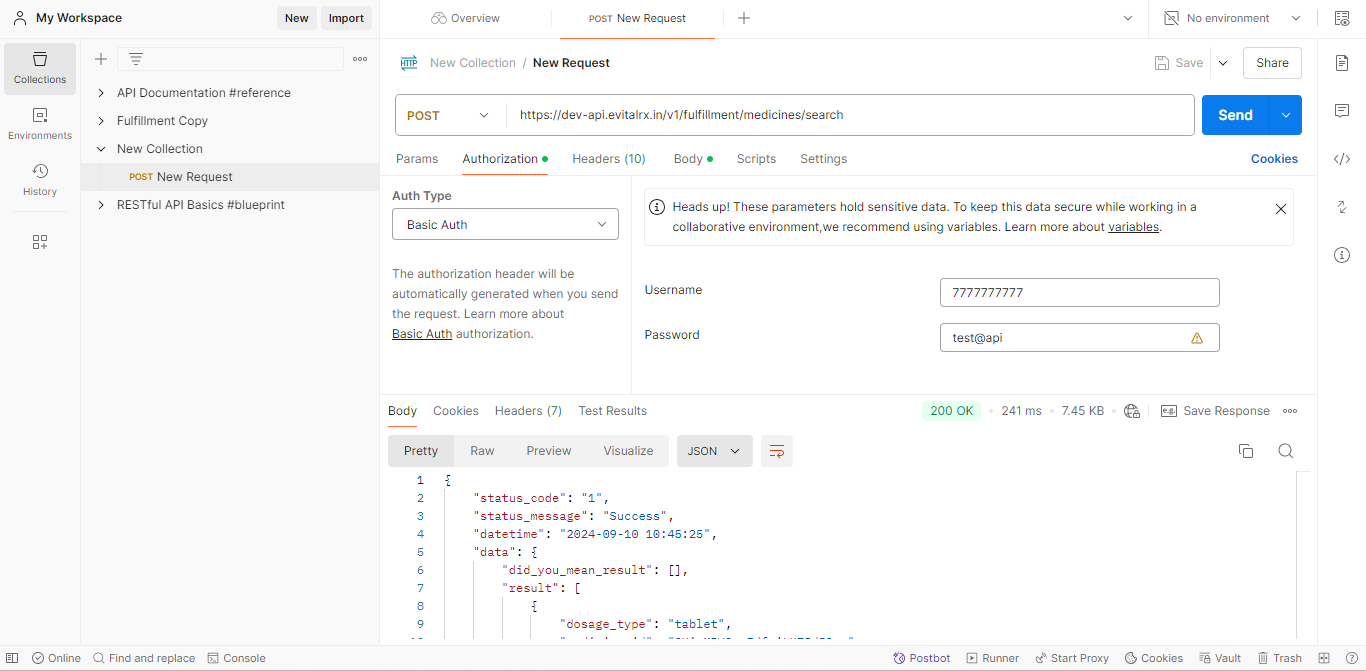 My Workspace
New
Import
Overview
POST New Request
No environment
Collections
Environments
History
API Documentation #reference
Fulfillment Copy
New Collection
POST New Request
RESTful API Basics #blueprint
HTTP
New Collection / New Request
Save
Share
POST
https://dev-api.evitalrx.in/v1/fulfillment/medicines/search
Send
Params
Authorization
Headers (10)
Body
Scripts
Settings
Cookies
Auth Type
Basic Auth
The authorization header will be
automatically generated when you send
the request. Learn more about
Basic Auth authorization.
Heads up! These parameters hold sensitive data. To keep this data secure while working in a
collaborative environment,we recommend using variables. Learn more about variables.
Username
7777777777
Password
test@api
Body
Cookies
Headers (7)
Test Results
200 OK
241 ms
7.45 KB
e.g.
Save Response
Pretty
Raw
Preview
Visualize
JSON
1 {
2 "status_code": "1",
3 "status_message": "Success",
4 "datetime": "2024-09-10 10:45:25",
5 "data": {
6 "did_you_mean_result": [],
7 "result": [
8 {
9 "dosage_type": "tablet",
Online
Find and replace
Console
Postbot
Runner
Start Proxy
Cookies
Vault
Trash